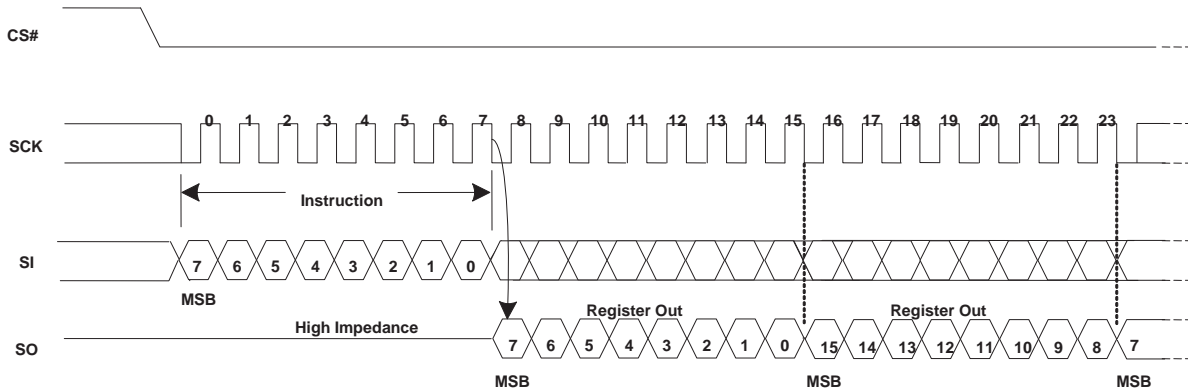 CS#
0 1 2 3 4 5 6 7 8 9 10 11 12 13 14 15 16 17 18 19 20 21 22 23
SCK
Instruction
SI
7 6 5 4 3 2 1 0
MSB
Register Out Register Out
High Impedance
SO
7 6 5 4 3 2 1 0 15 14 13 12 11 10 9 8 7
MSB MSB MSB